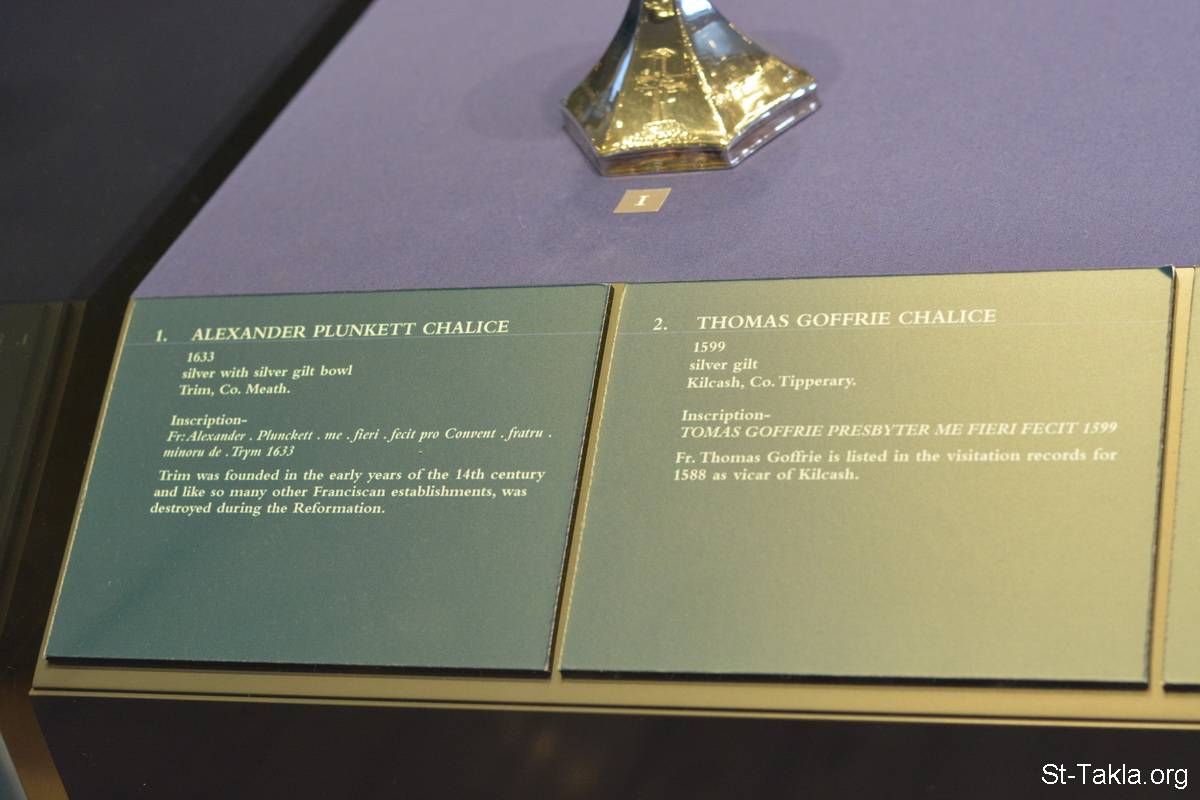 I
1. ALEXANDER PLUNKETT CHALICE
1633
silver with silver gilt bowl
Trim, Co. Meath.
Inscription-
Fr: Alexander . Plunckett . me . fieri . fecit pro Convent . fratru .
minoru de . Trym 1633
Trim was founded in the early years of the 14th century
and like so many other Franciscan establishments, was
destroyed during the Reformation.
2. THOMAS GOFFRIE CHALICE
1599
silver gilt
Kilcash, Co. Tipperary.
Inscription-
TOMAS GOFFRIE PRESBYTER ME FIERI FECIT 1599
Fr. Thomas Goffrie is listed in the visitation records for
1588 as vicar of Kilcash.
St-Takla.org